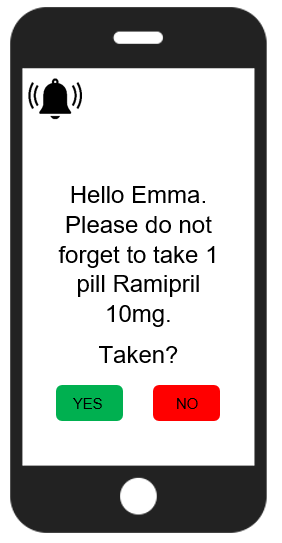 Hello Emma.
Please do not
forget to take 1
pill Ramipril
10mg.
Taken?
YES NO